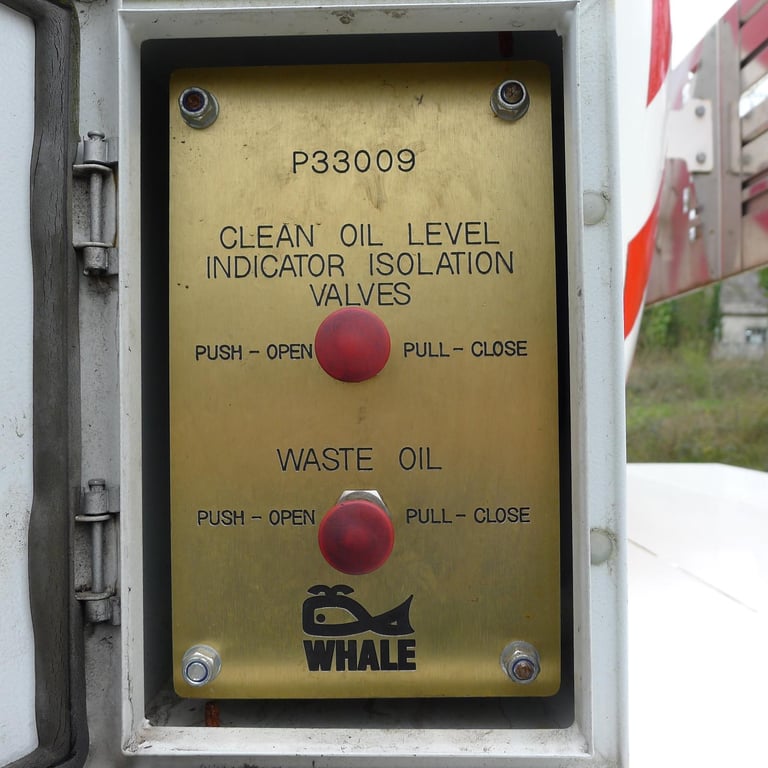 P33009
CLEAN OIL LEVEL
INDICATOR ISOLATION
VALVES
PUSH - OPEN PULL - CLOSE
WASTE OIL
PUSH - OPEN PULL - CLOSE
WHALE